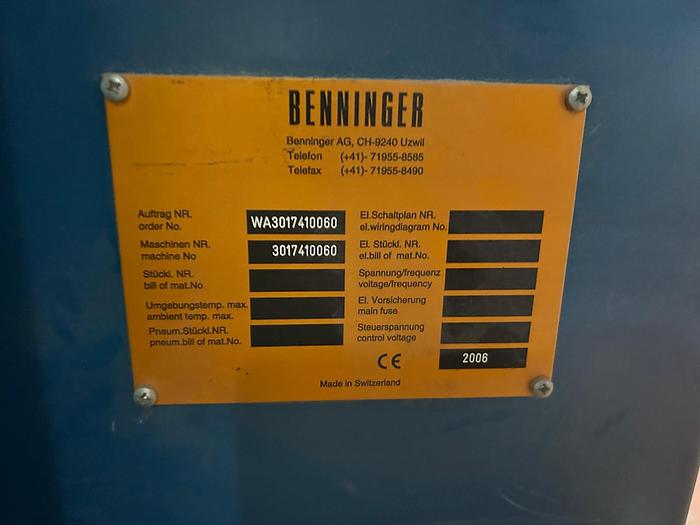 BENNINGER
Benninger AG, CH-9240 Uzwil
Telefon (+41)- 71955-8585
Telefax (+41)- 71955-8490
Auftrag NR.
order No.
WA3017410060
Maschinen NR.
machine No
3017410060
Stückl. NR.
bill of mat.No
Umgebungstemp. max.
ambient temp. max.
Pneum.Stückl.NR.
pneum.bill of mat.No.
El.Schaltplan NR.
el.wiringdiagram No.
El. Stückl. NR.
el.bill of mat.No.
Spannung/frequenz
voltage/frequency
El. Vorsicherung
main fuse
Steuerspannung
control voltage
CE
2006
Made in Switzerland